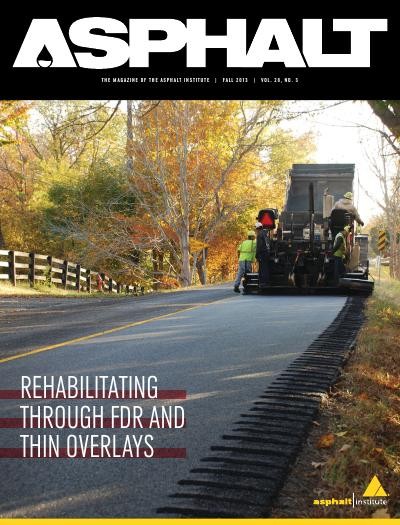 ASPHALT
THE MAGAZINE OF THE ASPHALT INSTITUTE | FALL 2013 | VOL. 28, NO. 3
REHABILITATING
THROUGH FDR AND
THIN OVERLAYS
asphalt institute